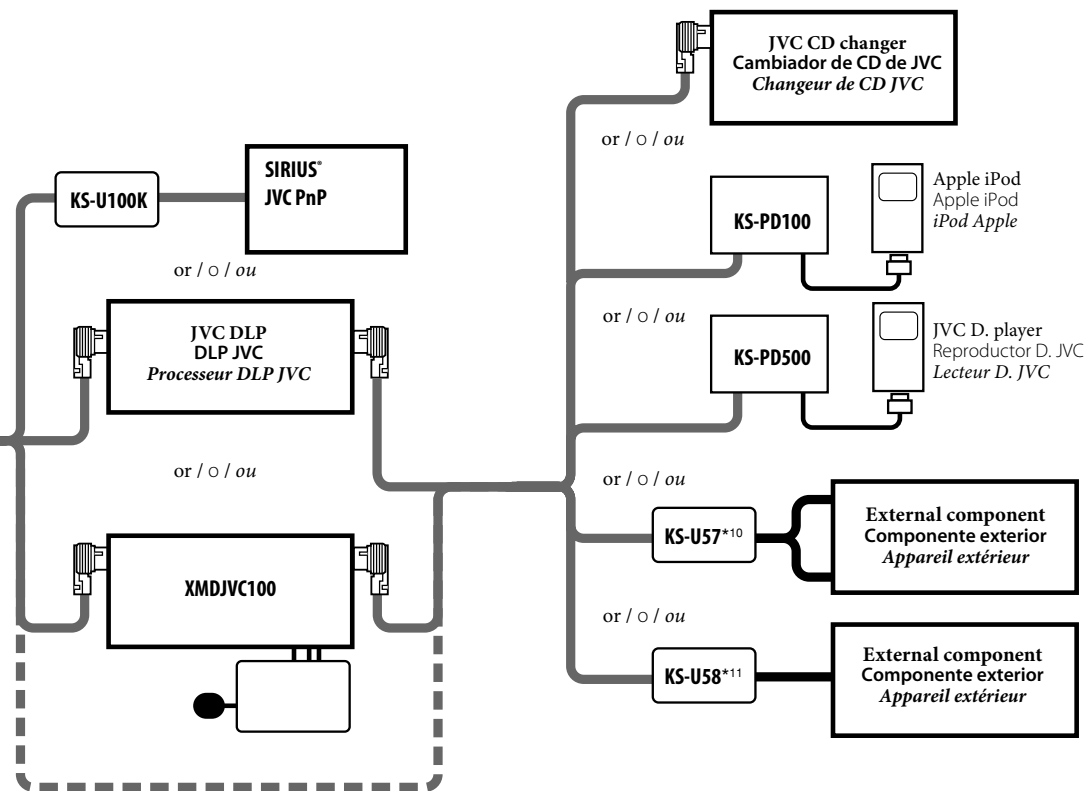 JVC CD changer
Cambiador de CD de JVC
Changeur de CD JVC
or / o / ou
SIRIUS®
JVC PnP
KS-U100K
or / o / ou
KS-PD100
Apple iPod
Apple iPod
iPod Apple
or / o / ou
JVC DLP
DLP JVC
Processeur DLP JVC
KS-PD500
JVC D. player
Reproductor D. JVC
Lecteur D. JVC
or / o / ou
or / o / ou
KS-U57*10
External component
Componente exterior
Appareil extérieur
XMDJVC100
or / o / ou
KS-U58*11
External component
Componente exterior
Appareil extérieur